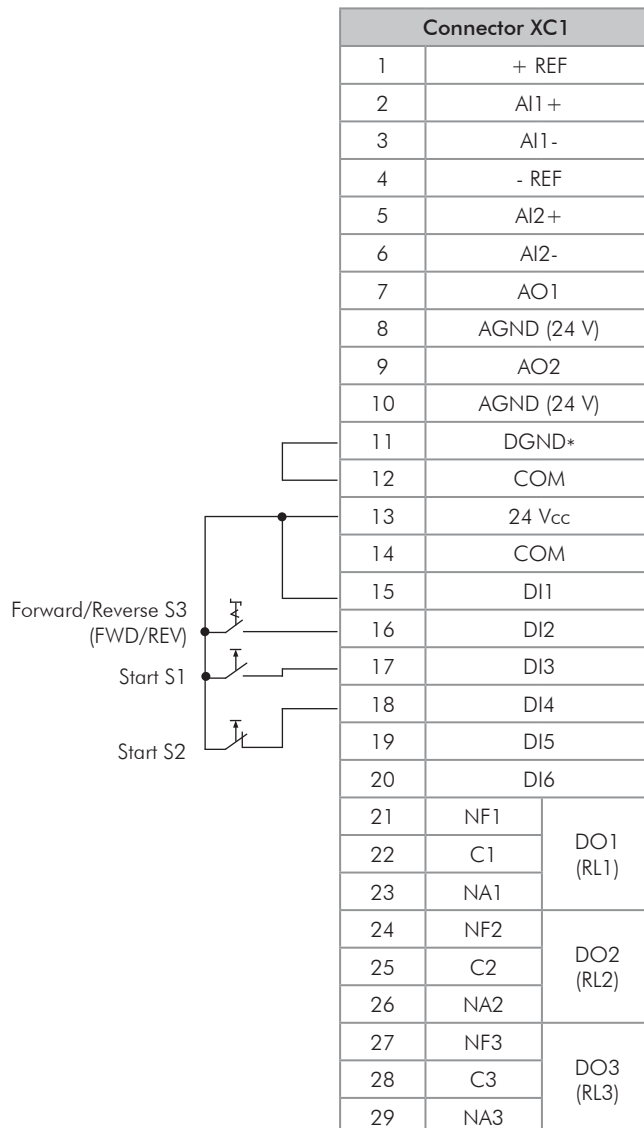 Connector XC1
1 + REF
2 AI1+
3 AI1-
4 - REF
5 AI2+
6 AI2-
7 AO1
8 AGND (24 V)
9 AO2
10 AGND (24 V)
11 DGND*
12 COM
13 24 Vcc
14 COM
15 DI1
Forward/Reverse S3
(FWD/REV)
16 DI2
Start S1
17 DI3
18 DI4
Start S2
19 DI5
20 DI6
21 NF1
22 C1
23 NA1
DO1
(RL1)
24 NF2
25 C2
26 NA2
DO2
(RL2)
27 NF3
28 C3
29 NA3
DO3
(RL3)